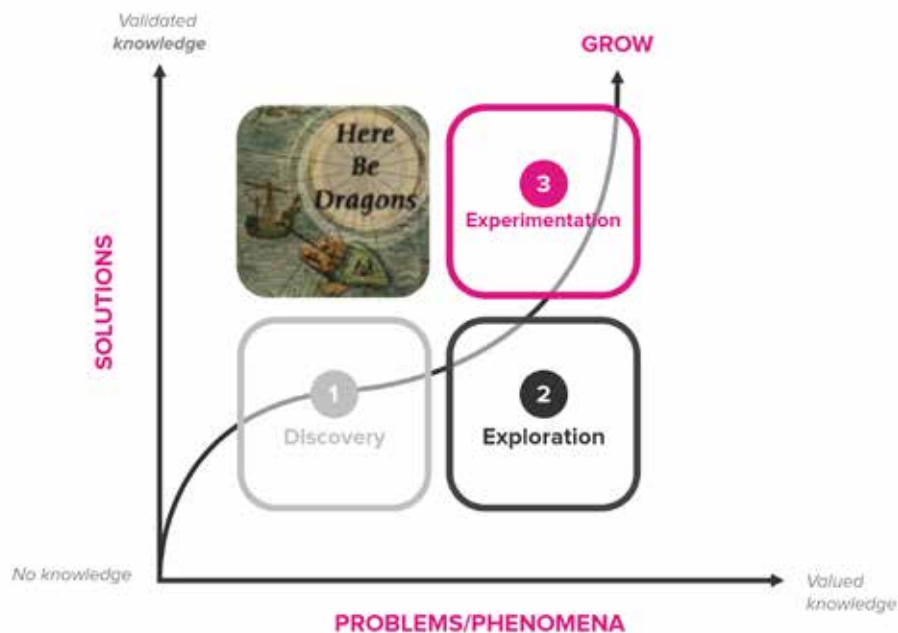 Validated
knowledge
GROW
Here
Be
Dragons
3
Experimentation
SOLUTIONS
1
Discovery
2
Exploration
No knowledge
Valued
knowledge
PROBLEMS/PHENOMENA